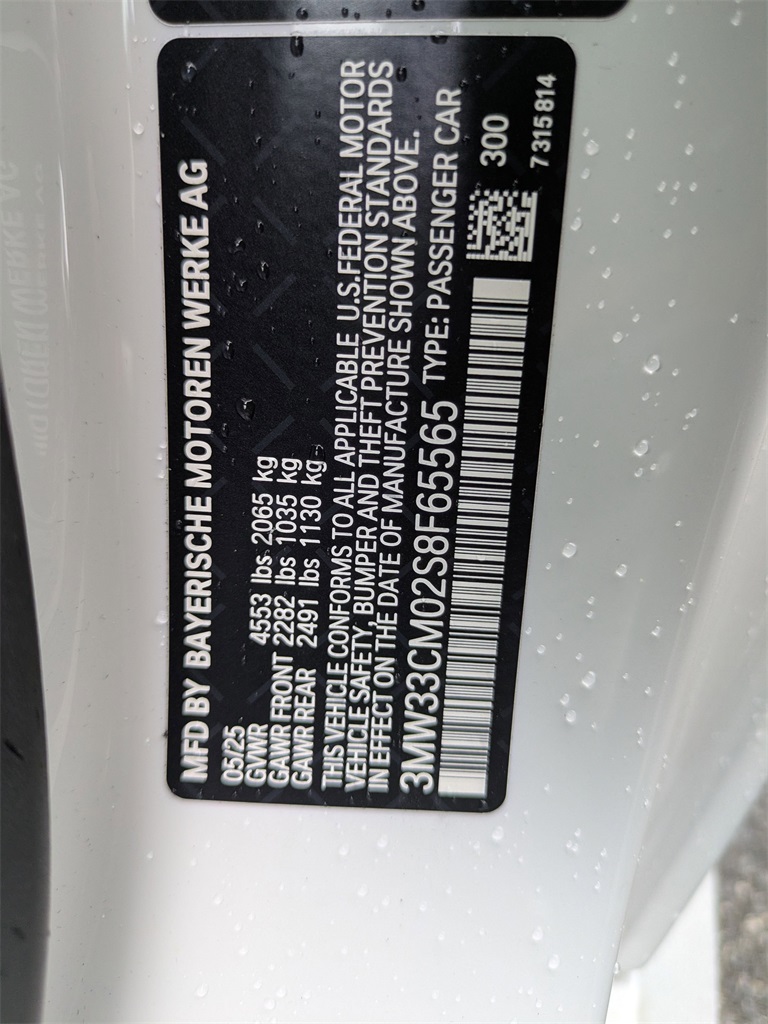 MFD BY BAYERISCHE MOTOREN WERKE AG
05/25
GVWR 4553 lbs 2065 kg
GAWR FRONT 2282 lbs 1035 kg
GAWR REAR 2491 lbs 1130 kg
THIS VEHICLE CONFORMS TO ALL APPLICABLE U.S.FEDERAL MOTOR
VEHICLE SAFETY, BUMPER AND THEFT PREVENTION STANDARDS
IN EFFECT ON THE DATE OF MANUFACTURE SHOWN ABOVE.
3MW33CM02S8F65565 TYPE: PASSENGER CAR
300
7315814